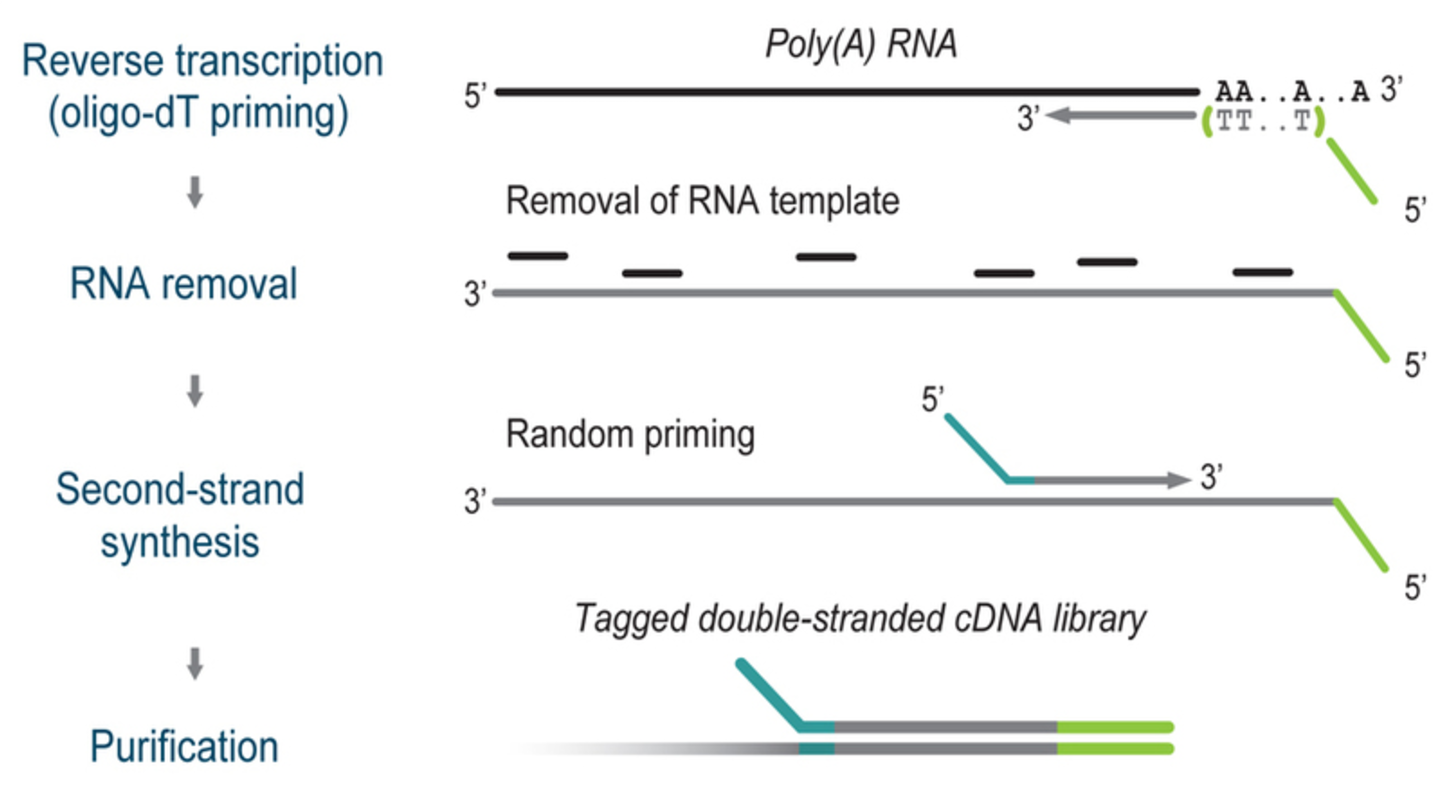 Reverse transcription
(oligo-dT priming)
Poly(A) RNA
5’
AA..A..A 3’
3’
(TT..T)
5’
RNA removal
Removal of RNA template
3’
5’
Second-strand
synthesis
Random priming
5’
3’
3’
5’
Purification
Tagged double-stranded cDNA library